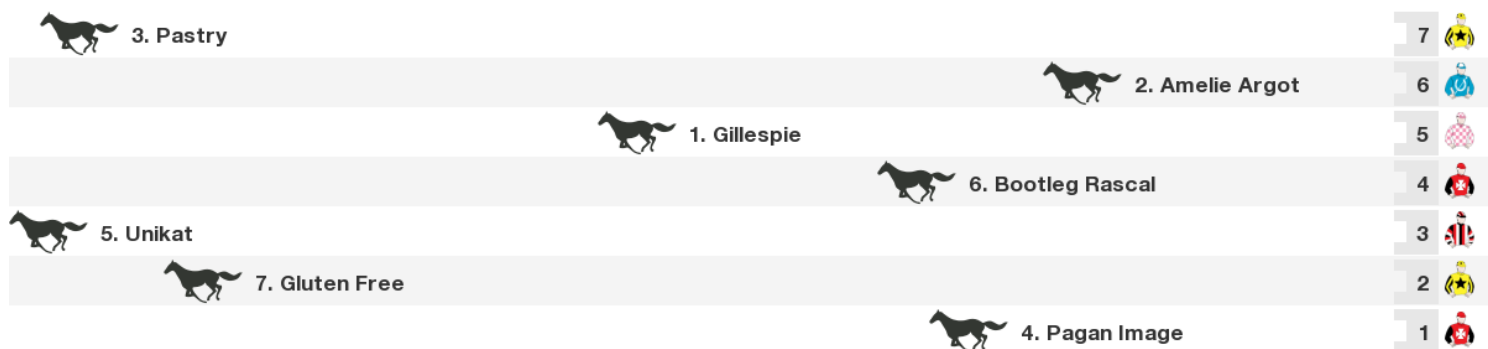 3. Pastry 7
2. Amelie Argot 6
1. Gillespie 5
6. Bootleg Rascal 4
5. Unikat 3
7. Gluten Free 2
4. Pagan Image 1